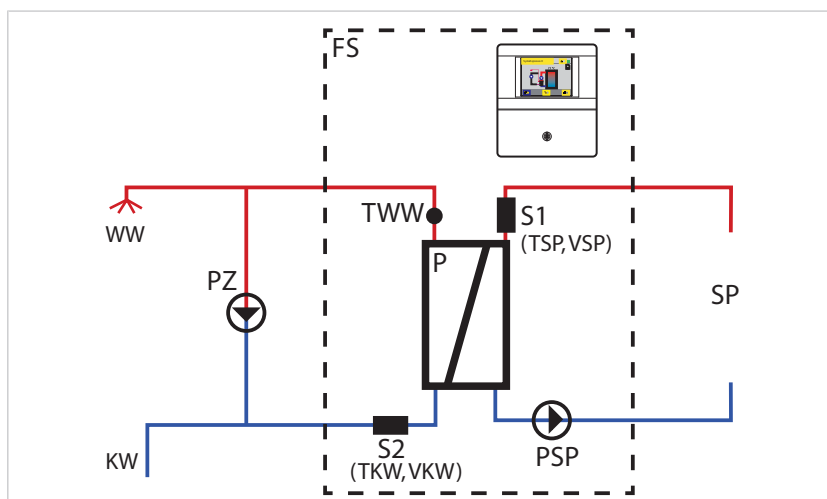 FS
TWW
S1
(TSP, VSP)
WW
P
PZ
SP
S2
(TKW, VKW)
PSP
KW